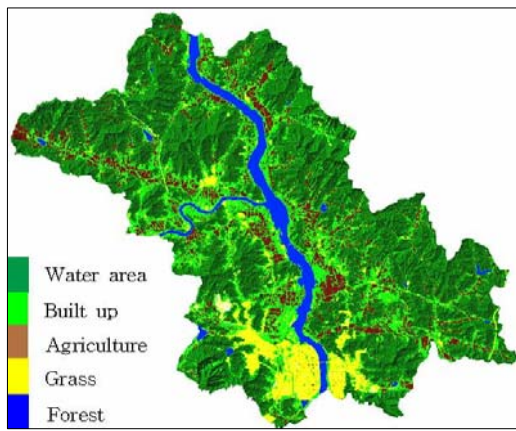 Water area
Built up
Agriculture
Grass
Forest